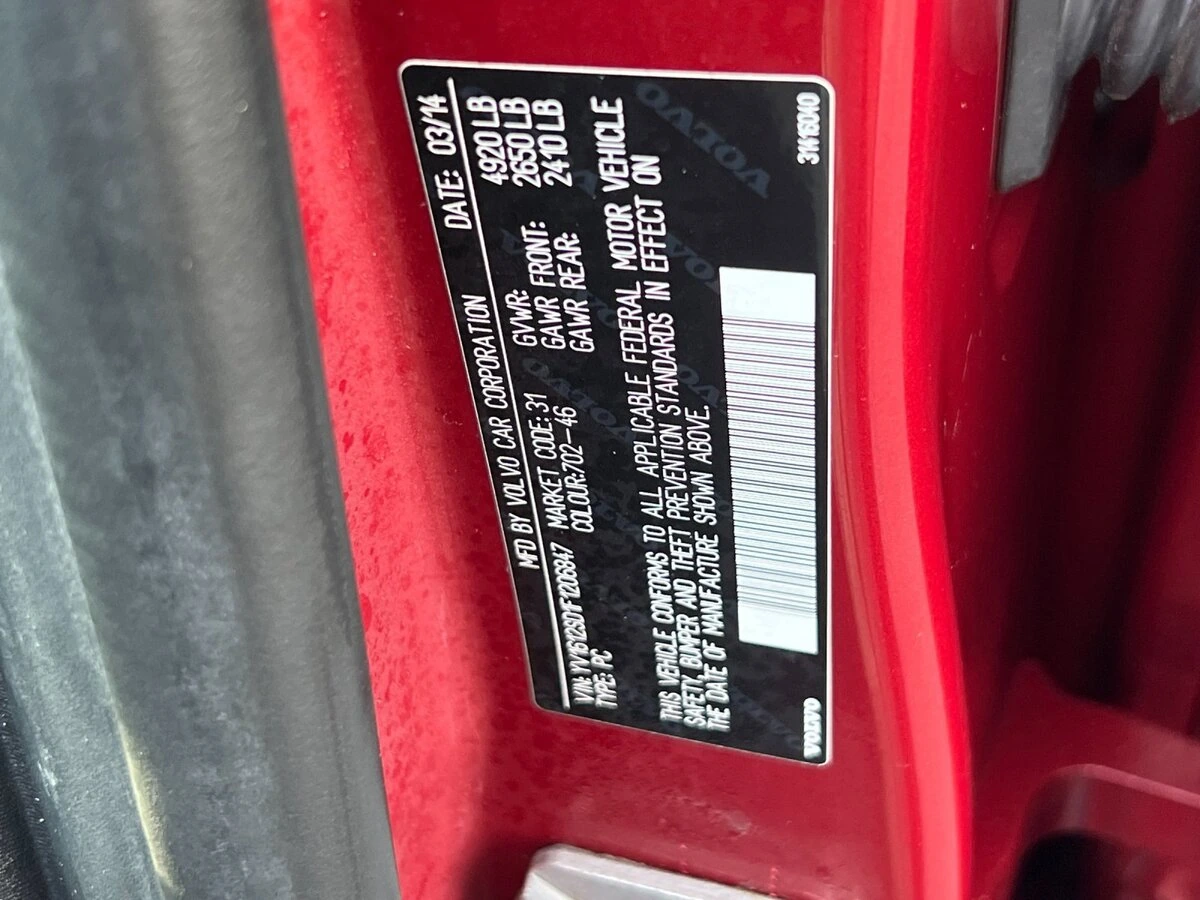 MFD BY VOLVO CAR CORPORATION DATE: 03/14
VIN: YV1612SD1F1206847 MARKET CODE: 31 GVWR: 4920 LB
TYPE: PC COLOUR:702-46 GAWR FRONT: 2650 LB
GAWR REAR: 2410 LB
THIS VEHICLE CONFORMS TO ALL APPLICABLE FEDERAL MOTOR VEHICLE
SAFETY, BUMPER AND THEFT PREVENTION STANDARDS IN EFFECT ON
THE DATE OF MANUFACTURE SHOWN ABOVE.
VOLVO 31416040